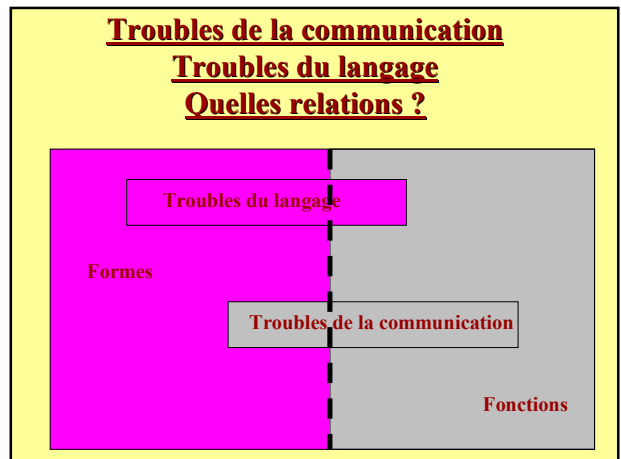 Troubles de la communication
Troubles du langage
Quelles relations ?
Troubles du langage
Formes
Troubles de la communication
Fonctions